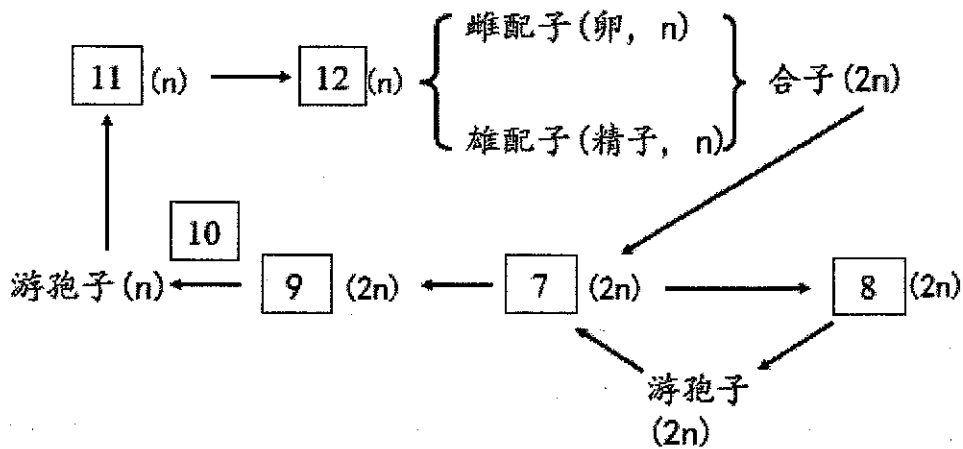 雌配子(卵, n)
11 (n)
12 (n)
合子(2n)
雄配子(精子, n)
10
游孢子(n)
9 (2n)
7 (2n)
8 (2n)
游孢子
(2n)